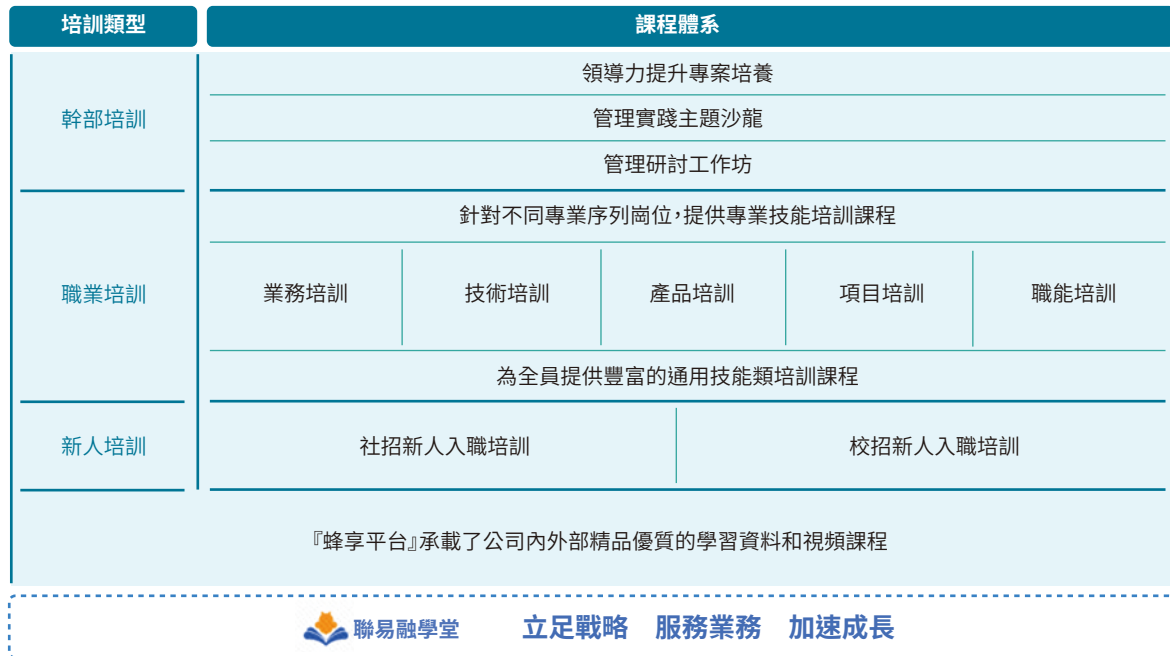 培訓類型
課程體系
幹部培訓
領導力提升專案培養
管理實踐主題沙龍
管理研討工作坊
職業培訓
針對不同專業序列崗位，提供專業技能培訓課程
業務培訓
技術培訓
產品培訓
項目培訓
職能培訓
為全員提供豐富的通用技能類培訓課程
新人培訓
社招新人入職培訓
校招新人入職培訓
『蜂享平台』承載了公司內外部精品優質的學習資料和視頻課程
聯易融學堂
立足戰略 服務業務 加速成長